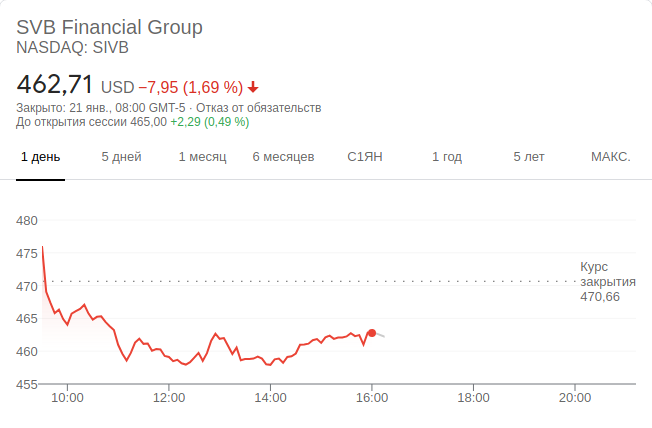 SVB Financial Group
NASDAQ: SIVB
462,71 USD −7,95 (1,69 %)
Закрыто: 21 янв., 08:00 GMT-5 · Отказ от обязательств
До открытия сессии 465,00 +2,29 (0,49 %)
1 день 5 дней 1 месяц 6 месяцев С1ЯН 1 год 5 лет МАКС.
480
475
Курс
470 закрытия
470,66
465
460
455
10:00 12:00 14:00 16:00 18:00 20:00